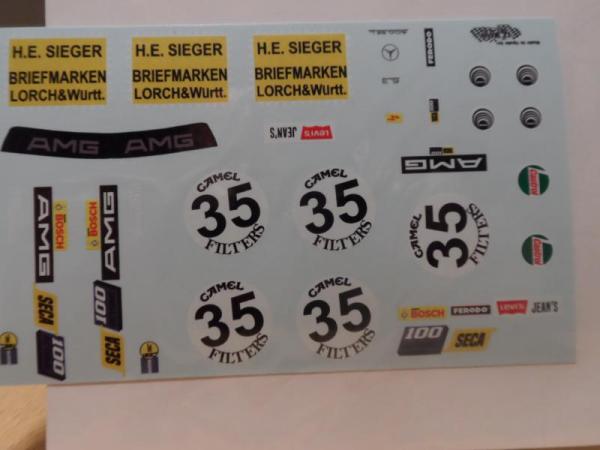 H.E. SIEGER
BRIEFMARKEN
LORCH&Württ.
H.E. SIEGER
BRIEFMARKEN
LORCH&Württ.
H.E. SIEGER
BRIEFMARKEN
LORCH&Württ.
FERODO
AMG AMG
JEAN'S
Levi's
AMG
CAMEL
35
FILTERS
CAMEL
35
FILTERS
CAMEL
35
FILTERS
Castrol
AMG
BOSCH
BOSCH
AMG
Castrol
SECA
100
100
SECA
CAMEL
35
FILTERS
CAMEL
35
FILTERS
BOSCH
FERODO
Levi's
JEAN'S
100
SECA